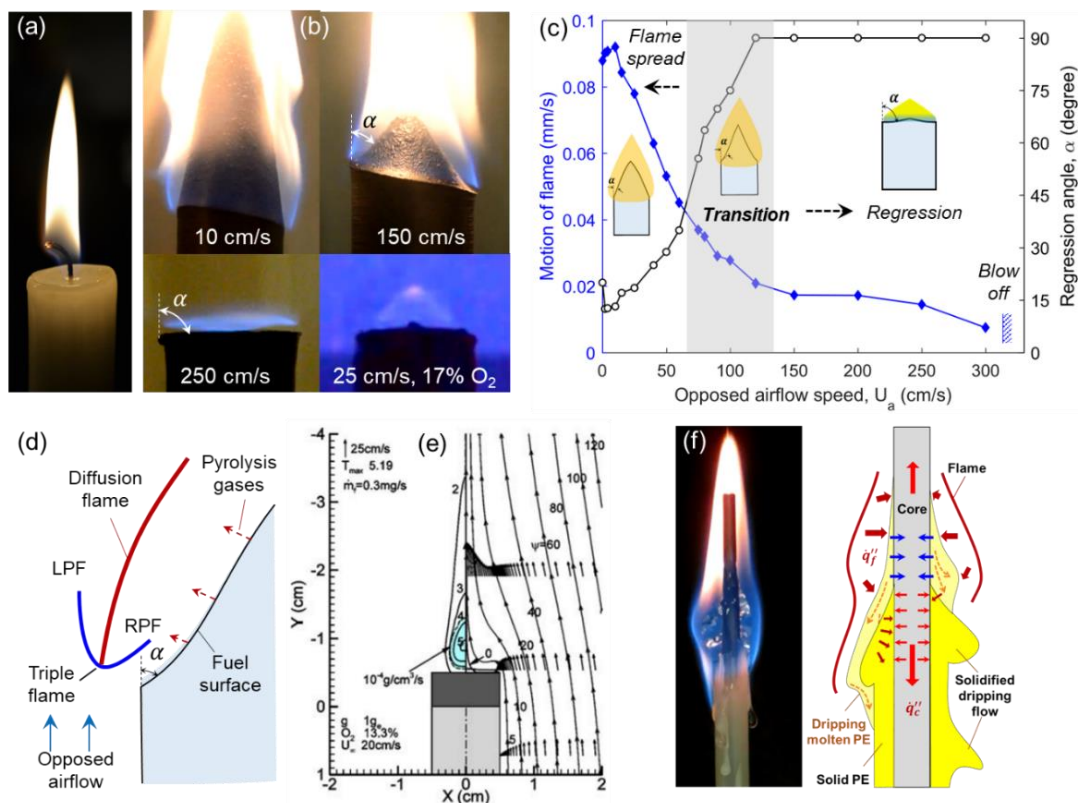 (a)
(b)
α
10 cm/s
150 cm/s
α
250 cm/s
25 cm/s, 17% O₂
(c)
0.1
0.08
0.06
0.04
0.02
0
Motion of flame (mm/s)
Flame
spread
α
α
α
Transition
Regression
Blow
off
90
75
60
45
30
15
0
Regression angle, α (degree)
0 50 100 150 200 250 300
Opposed airflow speed, Uₐ (cm/s)
(d)
Diffusion
flame
Pyrolysis
gases
LPF
RPF
α
Triple
flame
Fuel
surface
Opposed
airflow
(e)
-4
-3
-2
-1
0
1
Y (cm)
25cm/s
Tmax 5.19
ṁf=0.3mg/s
2
120
100
80
ψ=60
3
40
4
5
20
0
10⁻⁴g/cm³/s
10
g 1gₑ
O₂ 13.3%
U∞ 20cm/s
5
-2 -1 0 1 2
X (cm)
(f)
Flame
Core
q̇″f
Solidified
dripping
flow
q̇″c
Dripping
molten PE
Solid PE